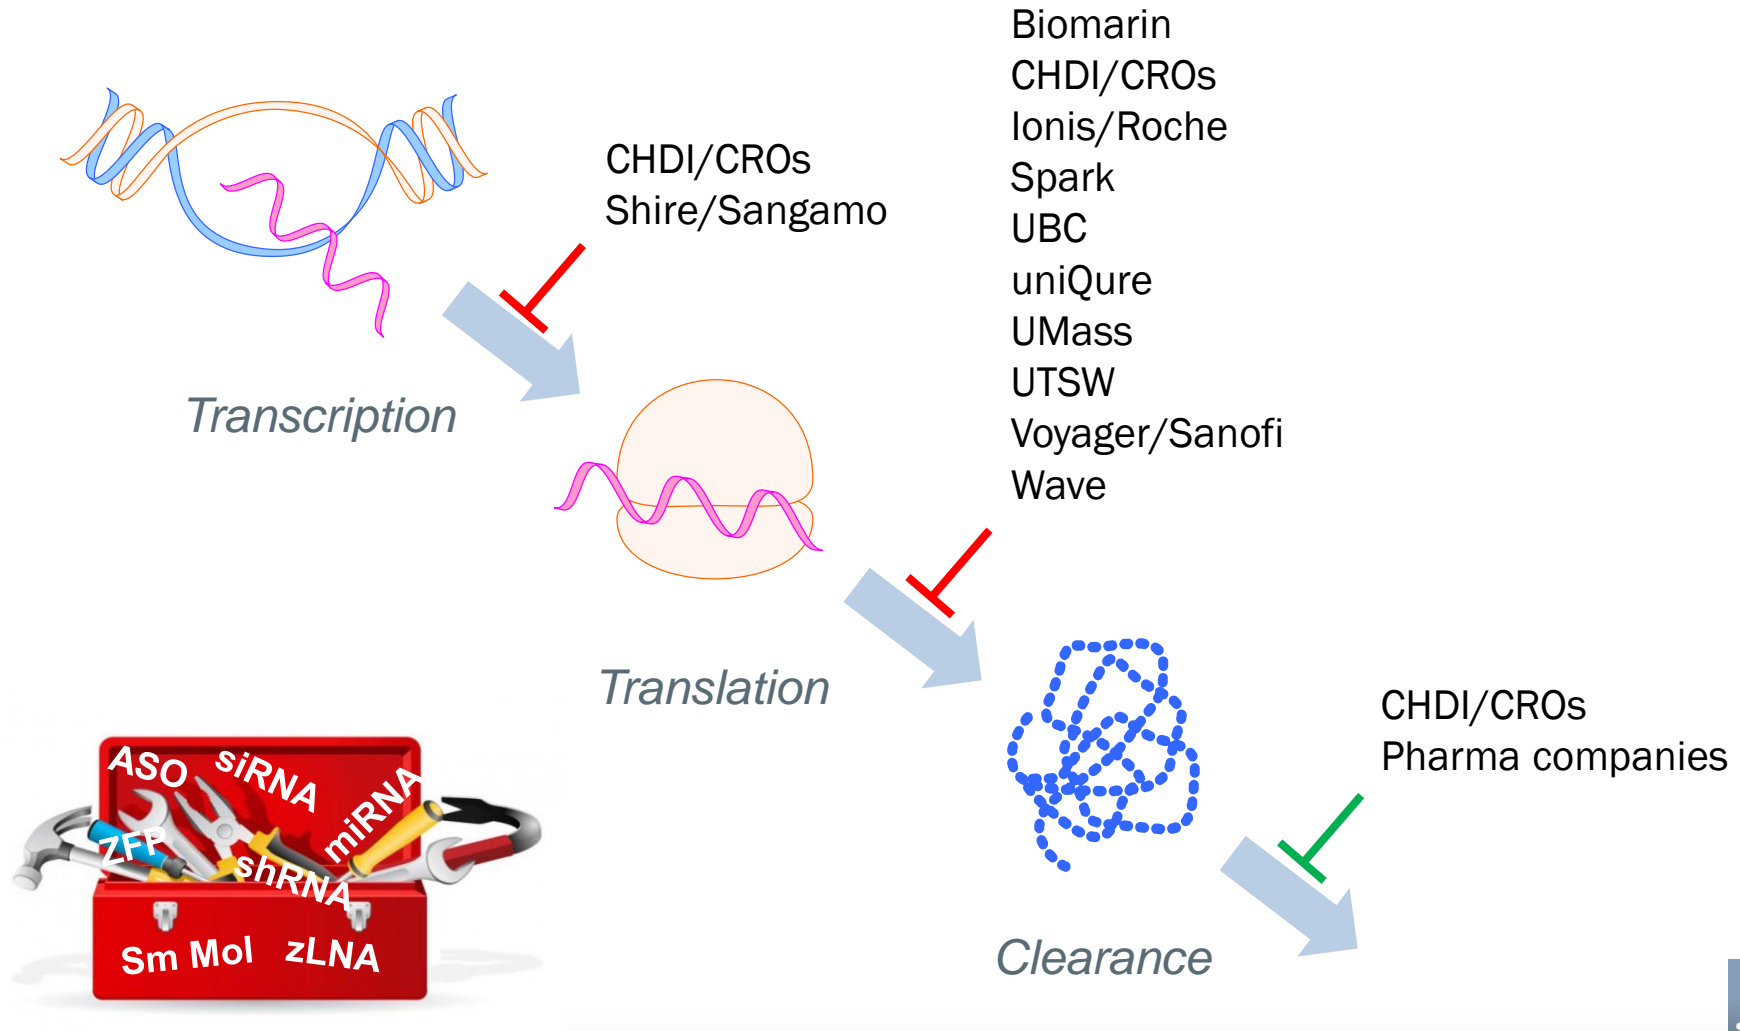 Biomarin
CHDI/CROs
Ionis/Roche
Spark
UBC
uniQure
UMass
UTSW
Voyager/Sanofi
Wave
CHDI/CROs
Shire/Sangamo
Transcription
Translation
CHDI/CROs
Pharma companies
Clearance
ASO
siRNA
miRNA
ZFP
shRNA
Sm Mol
zLNA